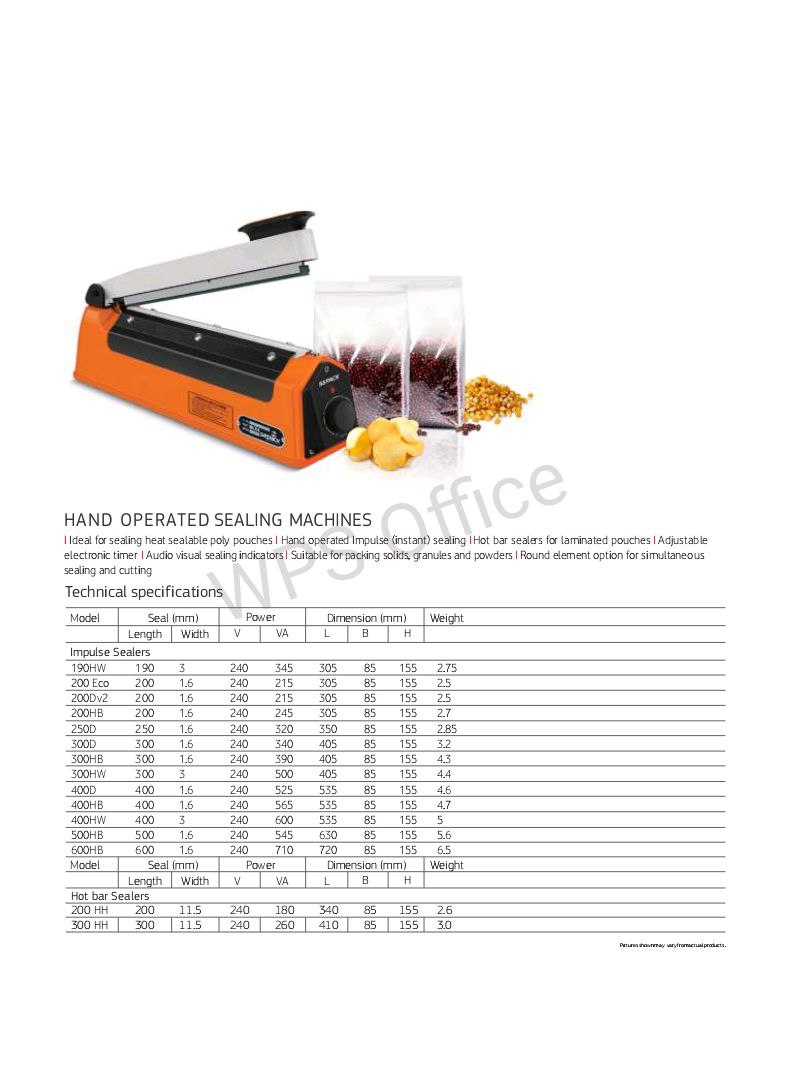 SEPACK
HAND OPERATED SEALING MACHINES
I Ideal for sealing heat sealable poly pouches I Hand operated Impulse (instant) sealing I Hot bar sealers for laminated pouches I Adjustable
electronic timer I Audio visual sealing indicators I Suitable for packing solids, granules and powders I Round element option for simultaneous
sealing and cutting
WPS Office
Technical specifications
Model Seal (mm) Power Dimension (mm) Weight
Length Width V VA L B H
Impulse Sealers
190HW 190 3 240 345 305 85 155 2.75
200 Eco 200 1.6 240 215 305 85 155 2.5
200Dv2 200 1.6 240 215 305 85 155 2.5
200HB 200 1.6 240 245 305 85 155 2.7
250D 250 1.6 240 320 350 85 155 2.85
300D 300 1.6 240 340 405 85 155 3.2
300HB 300 1.6 240 390 405 85 155 4.3
300HW 300 3 240 500 405 85 155 4.4
400D 400 1.6 240 525 535 85 155 4.6
400HB 400 1.6 240 565 535 85 155 4.7
400HW 400 3 240 600 535 85 155 5
500HB 500 1.6 240 545 630 85 155 5.6
600HB 600 1.6 240 710 720 85 155 6.5
Model Seal (mm) Power Dimension (mm) Weight
Length Width V VA L B H
Hot bar Sealers
200 HH 200 11.5 240 180 340 85 155 2.6
300 HH 300 11.5 240 260 410 85 155 3.0
Pictures shown may vary from actual products.